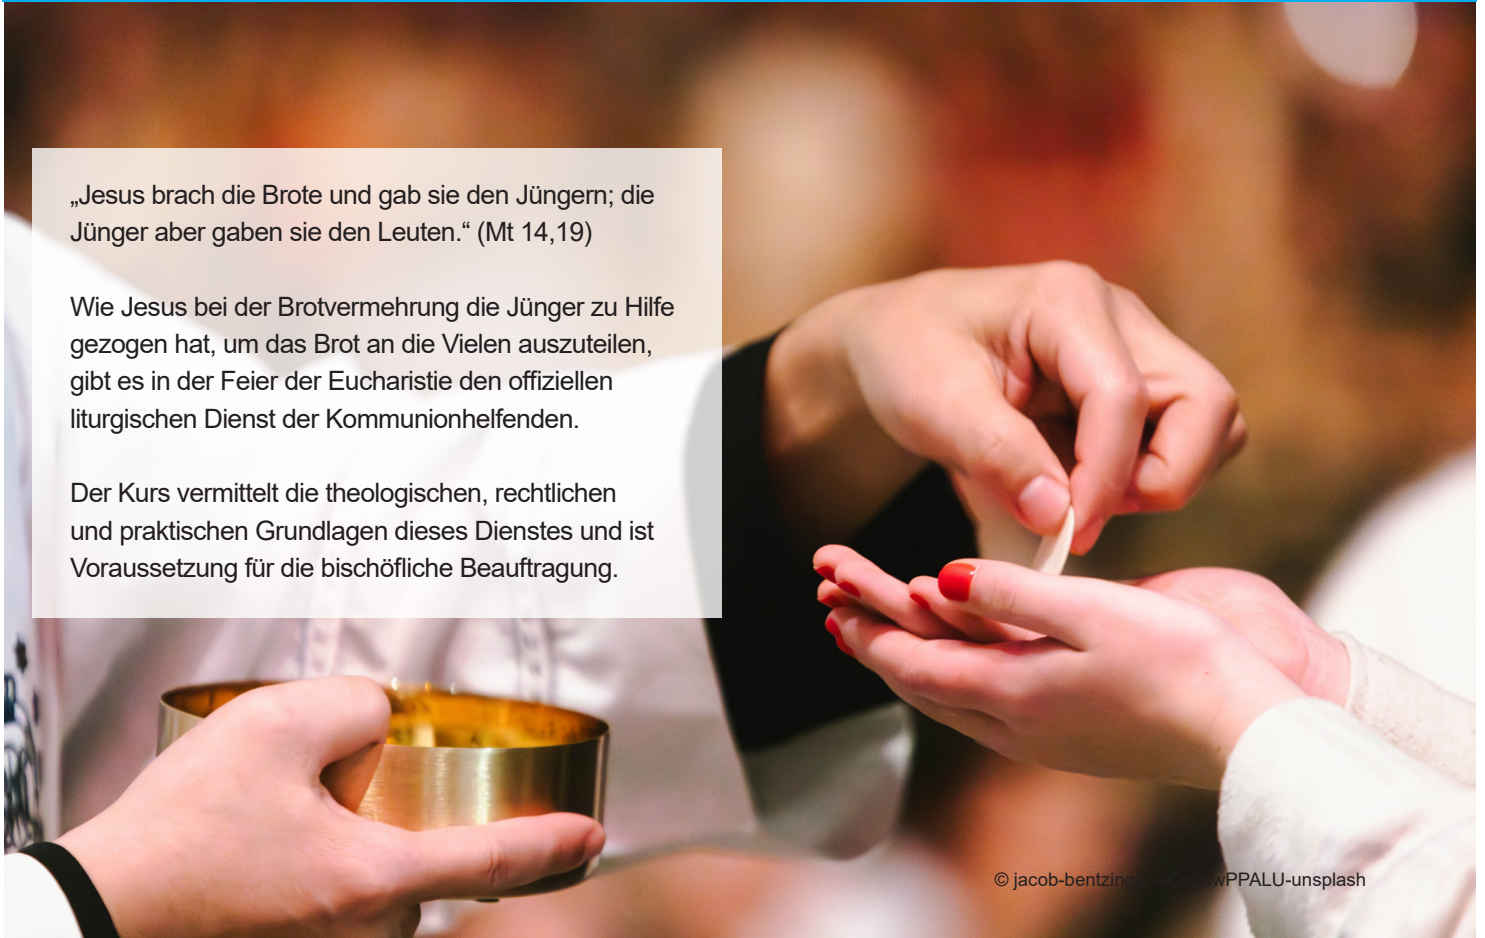 „Jesus brach die Brote und gab sie den Jüngern; die
Jünger aber gaben sie den Leuten.“ (Mt 14,19)
Wie Jesus bei der Brotvermehrung die Jünger zu Hilfe
gezogen hat, um das Brot an die Vielen auszuteilen,
gibt es in der Feier der Eucharistie den offiziellen
liturgischen Dienst der Kommunionhelfenden.
Der Kurs vermittelt die theologischen, rechtlichen
und praktischen Grundlagen dieses Dienstes und ist
Voraussetzung für die bischöfliche Beauftragung.
©